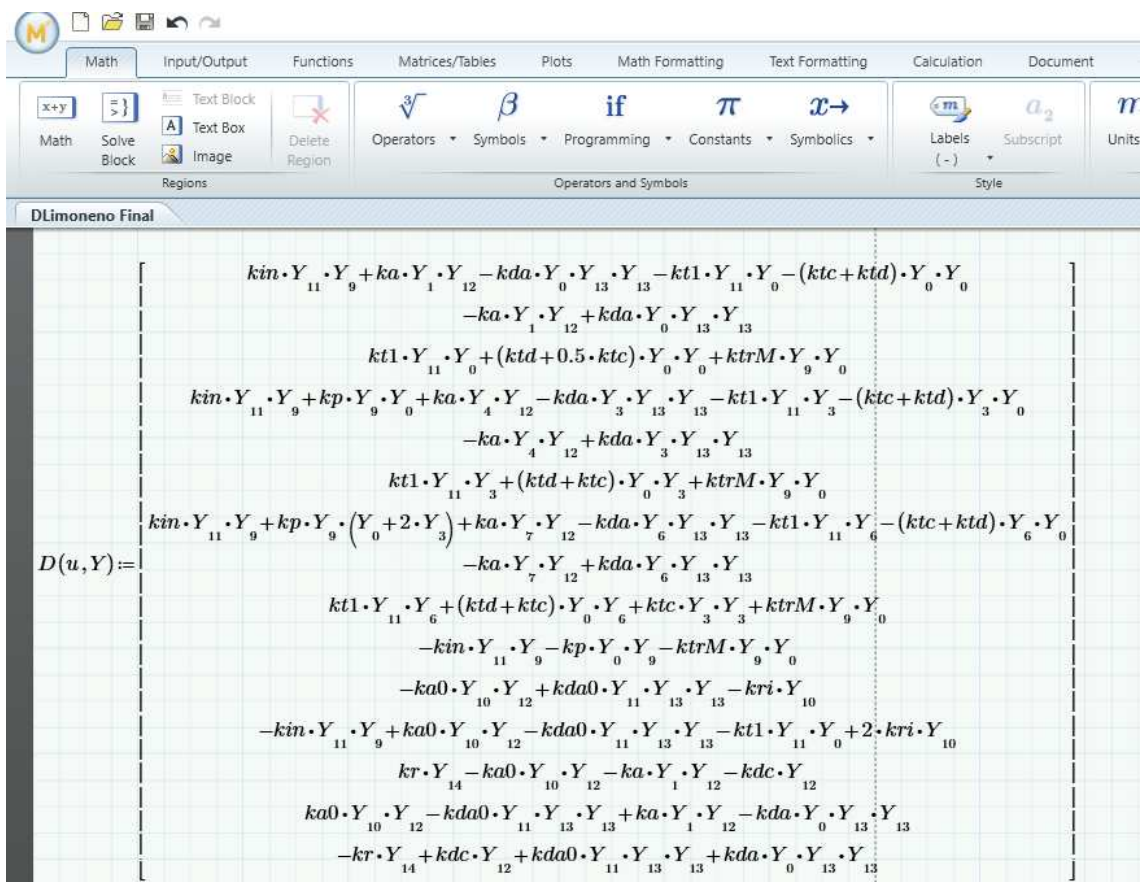 Math Input/Output Functions Matrices/Tables Plots Math Formatting Text Formatting Calculation Document
Math
Solve Block
Text Block
Text Box
Image
Delete Region
Operators Symbols Programming Constants Symbolics
Labels
( - )
Subscript
Units
Regions Operators and Symbols Style
DLimoneno Final
kin·Y₁₁·Y₉+ka·Y₁·Y₁₂−kda·Y₀·Y₁₃·Y₁₃−kt1·Y₁₁·Y₀−(ktc+ktd)·Y₀·Y₀
−ka·Y₁·Y₁₂+kda·Y₀·Y₁₃·Y₁₃
kt1·Y₁₁·Y₀+(ktd+0.5·ktc)·Y₀·Y₀+ktrM·Y₉·Y₀
kin·Y₁₁·Y₉+kp·Y₉·Y₀+ka·Y₄·Y₁₂−kda·Y₃·Y₁₃·Y₁₃−kt1·Y₁₁·Y₃−(ktc+ktd)·Y₃·Y₀
−ka·Y₄·Y₁₂+kda·Y₃·Y₁₃·Y₁₃
kt1·Y₁₁·Y₃+(ktd+ktc)·Y₀·Y₃+ktrM·Y₉·Y₀
kin·Y₁₁·Y₉+kp·Y₉·(Y₀+2·Y₃)+ka·Y₇·Y₁₂−kda·Y₆·Y₁₃·Y₁₃−kt1·Y₁₁·Y₆−(ktc+ktd)·Y₆·Y₀
D(u,Y):= −ka·Y₇·Y₁₂+kda·Y₆·Y₁₃·Y₁₃
kt1·Y₁₁·Y₆+(ktd+ktc)·Y₀·Y₆+ktc·Y₃·Y₃+ktrM·Y₉·Y₀
−kin·Y₁₁·Y₉−kp·Y₀·Y₉−ktrM·Y₉·Y₀
−ka0·Y₁₀·Y₁₂+kda0·Y₁₁·Y₁₃·Y₁₃−kri·Y₁₀
−kin·Y₁₁·Y₉+ka0·Y₁₀·Y₁₂−kda0·Y₁₁·Y₁₃·Y₁₃−kt1·Y₁₁·Y₀+2·kri·Y₁₀
kr·Y₁₄−ka0·Y₁₀·Y₁₂−ka·Y₁·Y₁₂−kdc·Y₁₂
ka0·Y₁₀·Y₁₂−kda0·Y₁₁·Y₁₃·Y₁₃+ka·Y₁·Y₁₂−kda·Y₀·Y₁₃·Y₁₃
−kr·Y₁₄+kdc·Y₁₂+kda0·Y₁₁·Y₁₃·Y₁₃+kda·Y₀·Y₁₃·Y₁₃